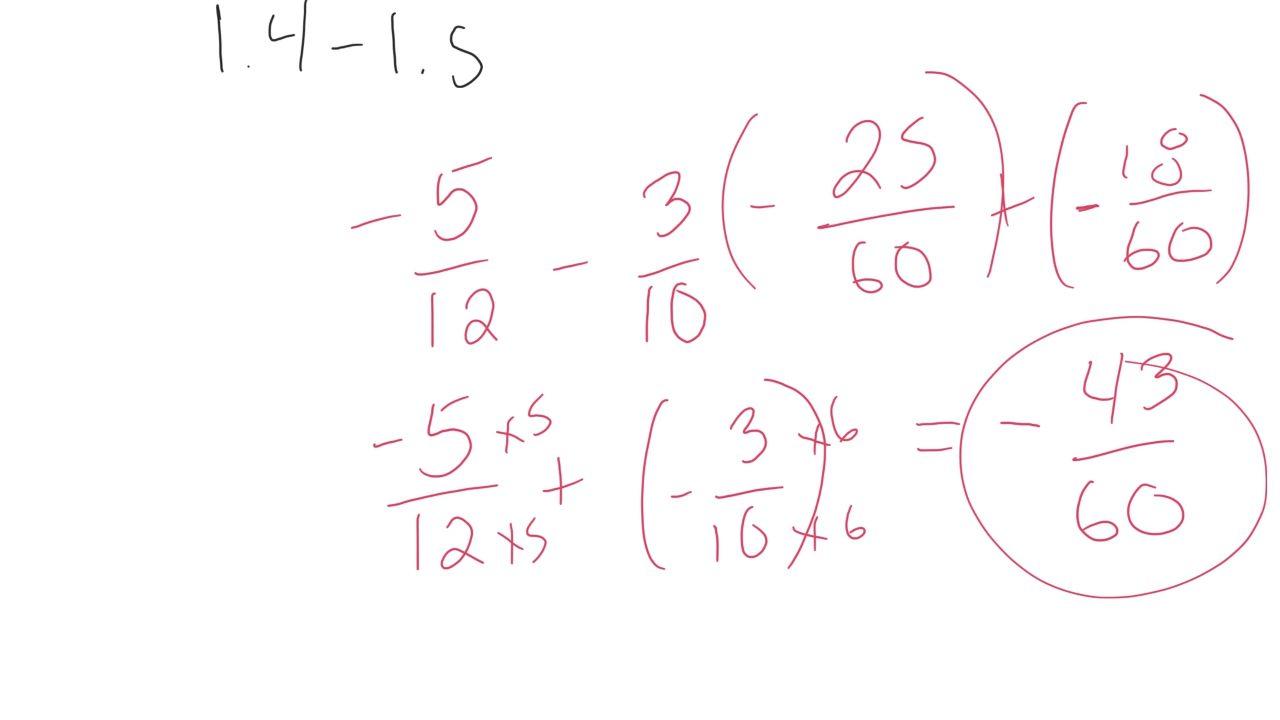 1.4-1.5
-5/12 - 3/10 (-25/60) + (-18/60)
-5×5/12×5 + (-3×6/10×6) = -43/60